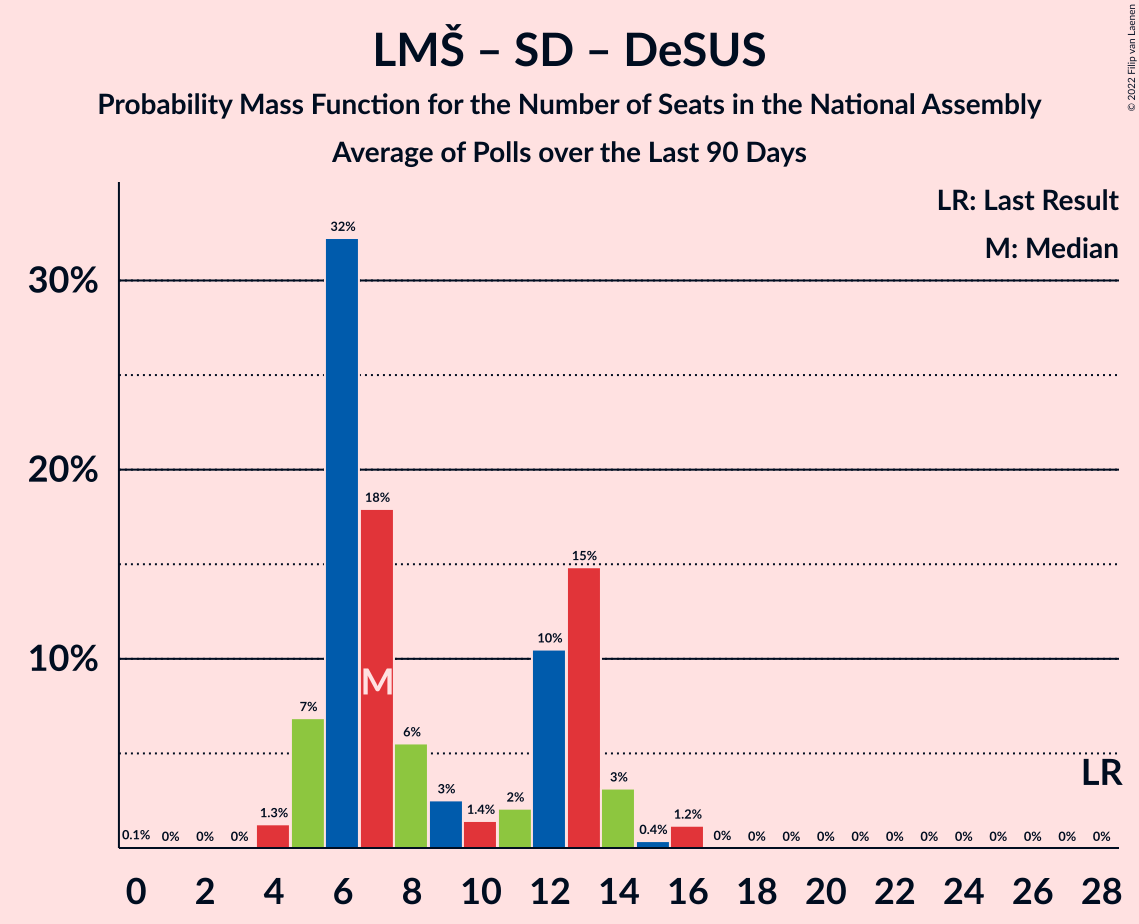 LMŠ – SD – DeSUS
Probability Mass Function for the Number of Seats in the National Assembly
Average of Polls over the Last 90 Days
© 2022 Filip van Laenen
LR: Last Result
M: Median
30%
20%
10%
0.1% 0% 0% 0% 1.3% 7% 32% 18% 6% 3% 1.4% 2% 10% 15% 3% 0.4% 1.2% 0% 0% 0% 0% 0% 0% 0% 0% 0% 0% 0% 0%
M
LR
0 2 4 6 8 10 12 14 16 18 20 22 24 26 28